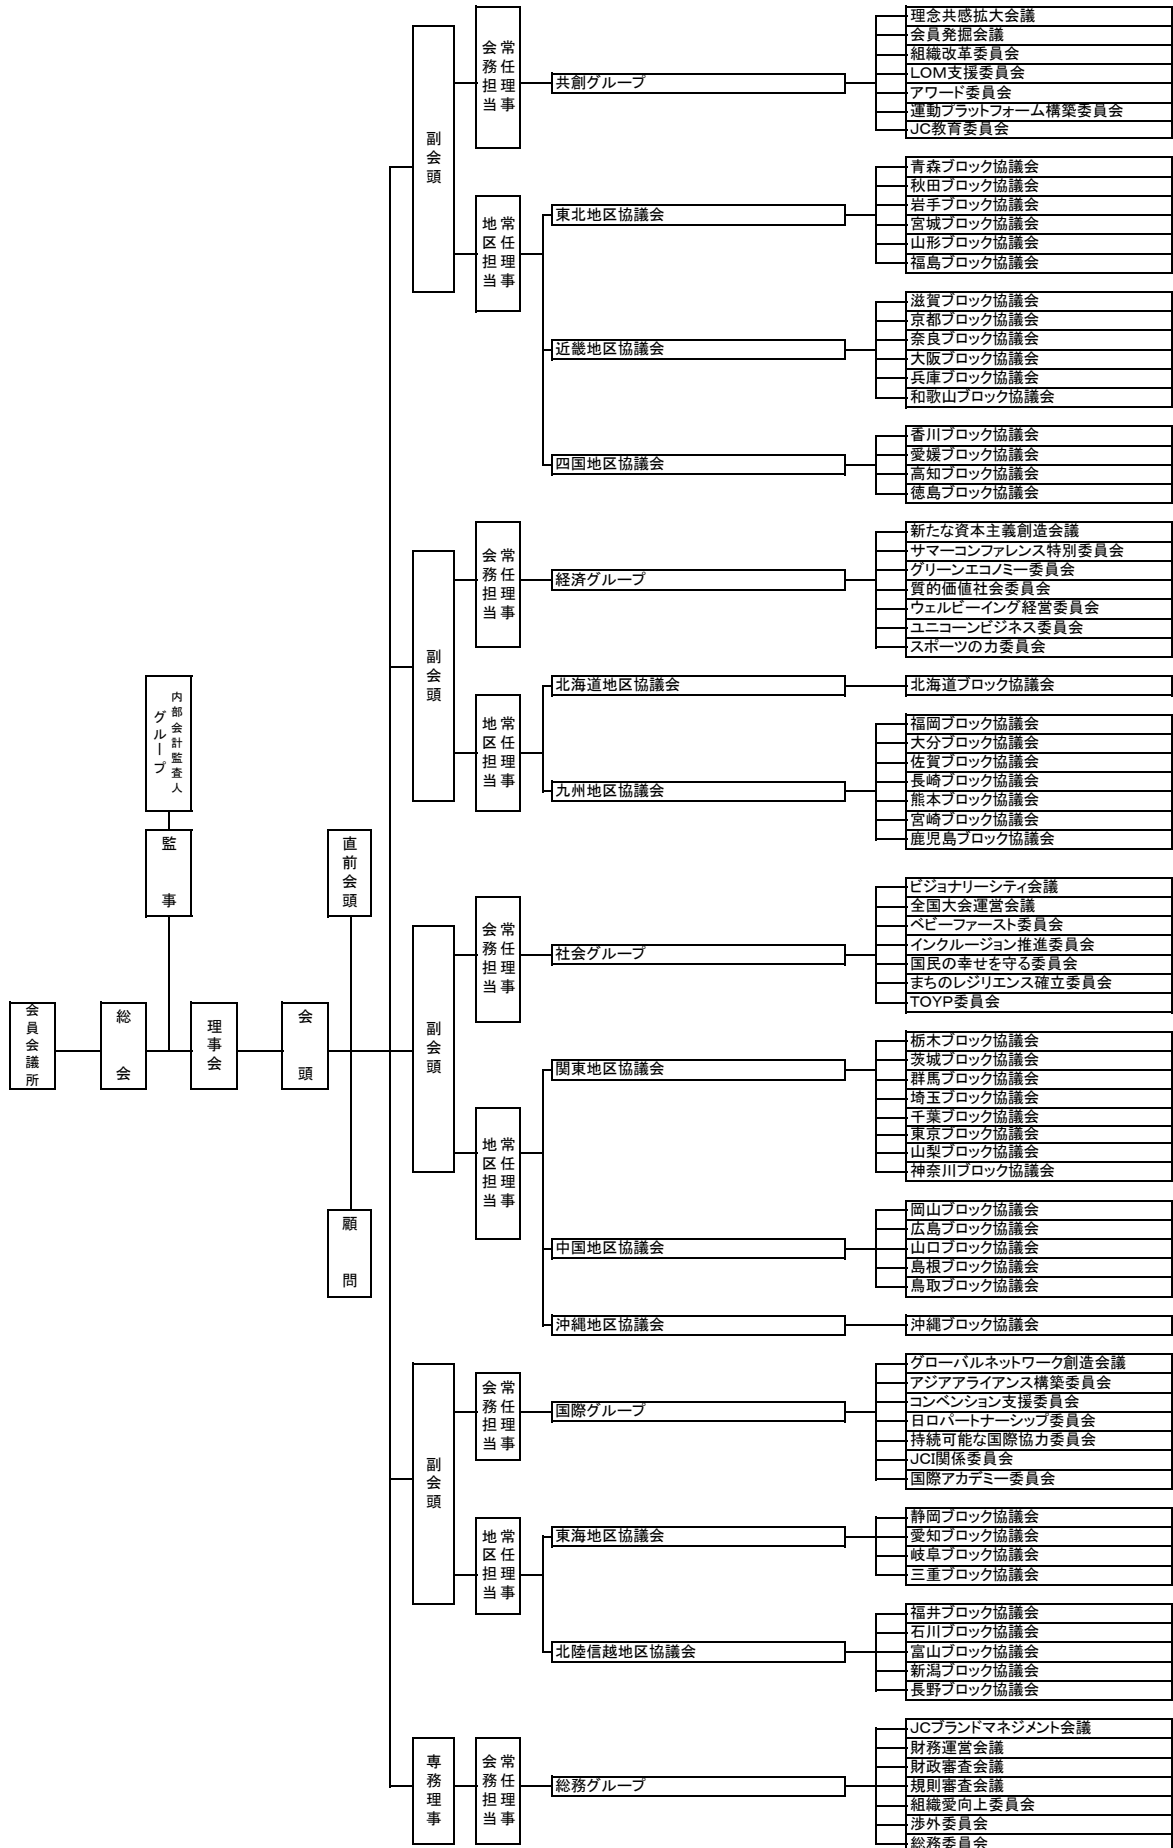 会員会議所
総会
内部会計監査人
グループ
監事
理事会
会頭
直前会頭
顧問
副会頭
常任理事
会務担当
共創グループ
理念共感拡大会議
会員発掘会議
組織改革委員会
LOM支援委員会
アワード委員会
運動プラットフォーム構築委員会
JC教育委員会
常任理事
地区担当
東北地区協議会
青森ブロック協議会
秋田ブロック協議会
岩手ブロック協議会
宮城ブロック協議会
山形ブロック協議会
福島ブロック協議会
近畿地区協議会
滋賀ブロック協議会
京都ブロック協議会
奈良ブロック協議会
大阪ブロック協議会
兵庫ブロック協議会
和歌山ブロック協議会
四国地区協議会
香川ブロック協議会
愛媛ブロック協議会
高知ブロック協議会
徳島ブロック協議会
副会頭
常任理事
会務担当
経済グループ
新たな資本主義創造会議
サマーコンファレンス特別委員会
グリーンエコノミー委員会
質的価値社会委員会
ウェルビーイング経営委員会
ユニコーンビジネス委員会
スポーツの力委員会
常任理事
地区担当
北海道地区協議会
北海道ブロック協議会
九州地区協議会
福岡ブロック協議会
大分ブロック協議会
佐賀ブロック協議会
長崎ブロック協議会
熊本ブロック協議会
宮崎ブロック協議会
鹿児島ブロック協議会
副会頭
常任理事
会務担当
社会グループ
ビジョナリーシティ会議
全国大会運営会議
ベビーファースト委員会
インクルージョン推進委員会
国民の幸せを守る委員会
まちのレジリエンス確立委員会
TOYP委員会
常任理事
地区担当
関東地区協議会
栃木ブロック協議会
茨城ブロック協議会
群馬ブロック協議会
埼玉ブロック協議会
千葉ブロック協議会
東京ブロック協議会
山梨ブロック協議会
神奈川ブロック協議会
中国地区協議会
岡山ブロック協議会
広島ブロック協議会
山口ブロック協議会
島根ブロック協議会
鳥取ブロック協議会
沖縄地区協議会
沖縄ブロック協議会
副会頭
常任理事
会務担当
国際グループ
グローバルネットワーク創造会議
アジアアライアンス構築委員会
コンベンション支援委員会
日ロパートナーシップ委員会
持続可能な国際協力委員会
JCI関係委員会
国際アカデミー委員会
常任理事
地区担当
東海地区協議会
静岡ブロック協議会
愛知ブロック協議会
岐阜ブロック協議会
三重ブロック協議会
北陸信越地区協議会
福井ブロック協議会
石川ブロック協議会
富山ブロック協議会
新潟ブロック協議会
長野ブロック協議会
専務理事
常任理事
会務担当
総務グループ
JCブランドマネジメント会議
財務運営会議
財政審査会議
規則審査会議
組織愛向上委員会
渉外委員会
総務委員会